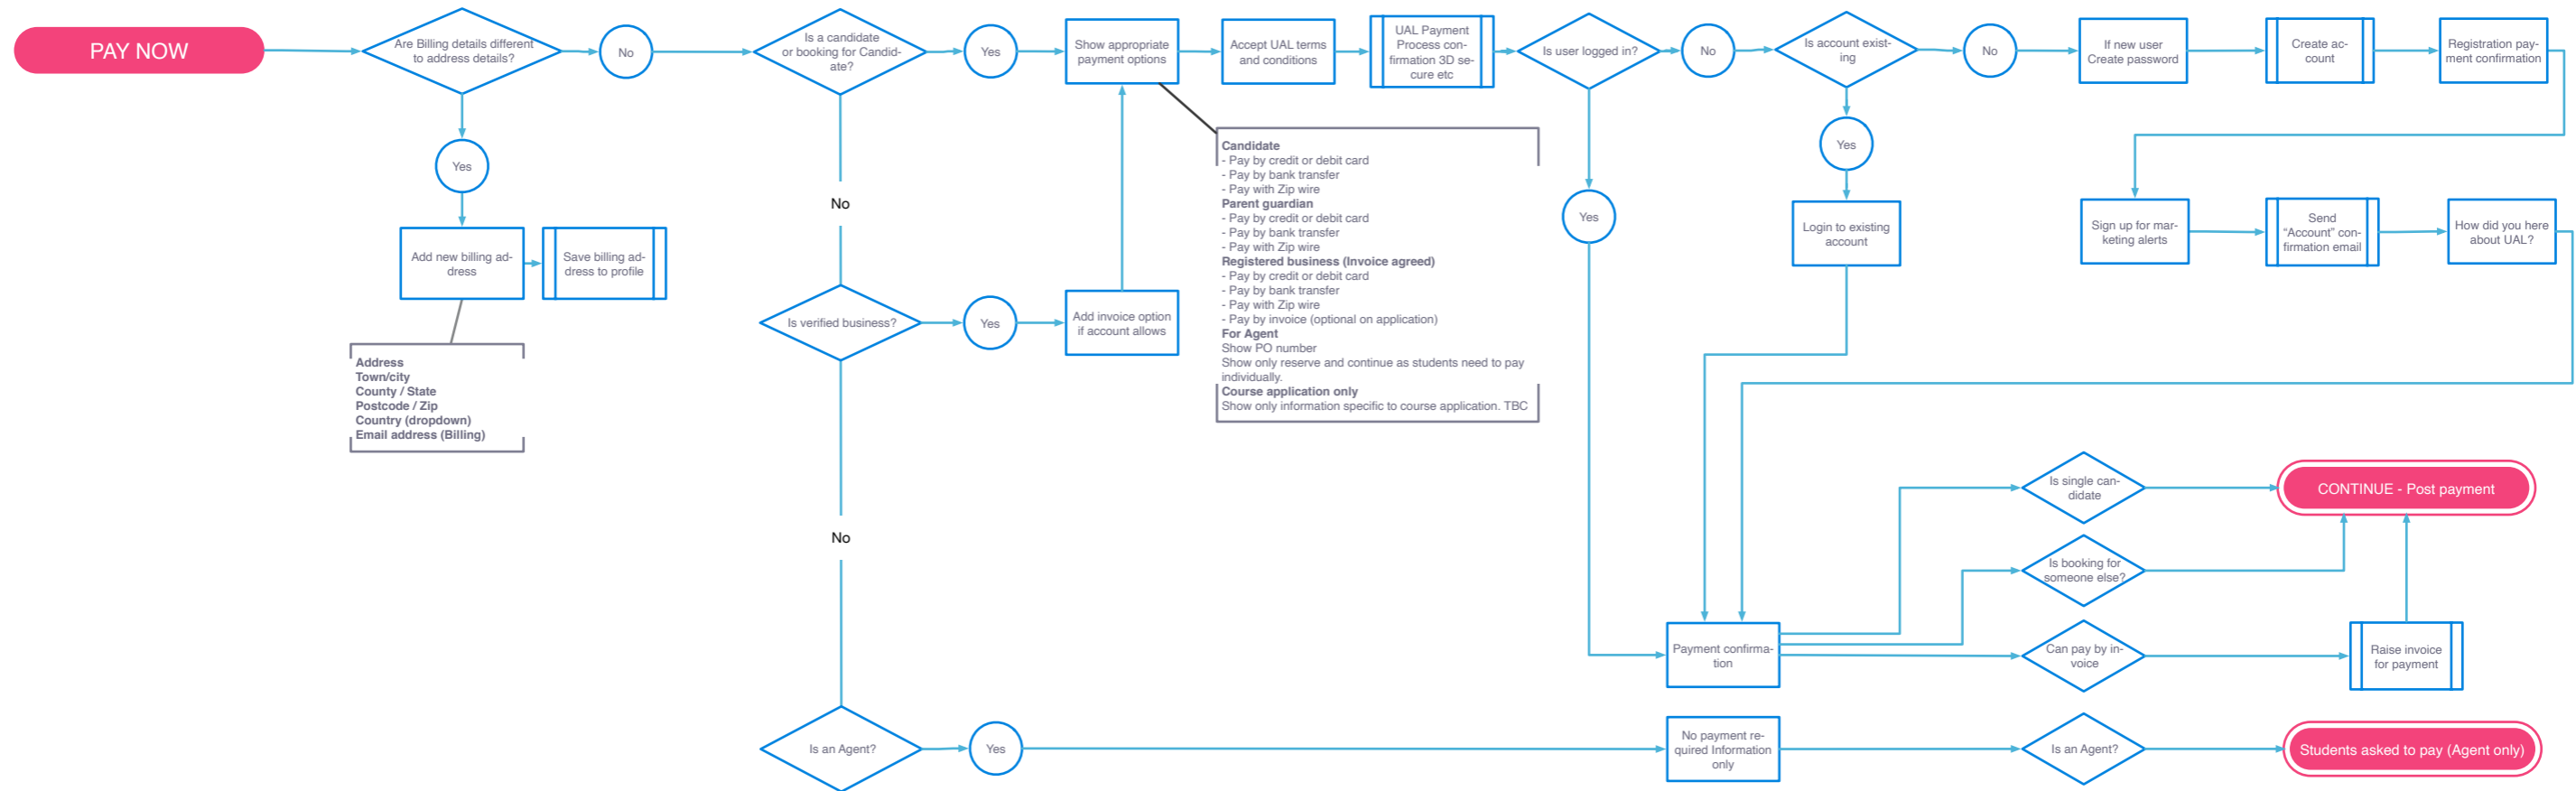 PAY NOW
Are Billing details different
to address details?
No
Yes
Add new billing ad-
dress
Save billing ad-
dress to profile
Address
Town/city
County / State
Postcode / Zip
Country (dropdown)
Email address (Billing)
Is a candidate
or booking for Candid-
ate?
Yes
No
Is verified business?
Yes
Add invoice option
if account allows
No
Is an Agent?
Yes
Show appropriate
payment options
Accept UAL terms
and conditions
UAL Payment
Process con-
firmation 3D se-
cure etc
Candidate
- Pay by credit or debit card
- Pay by bank transfer
- Pay with Zip wire
Parent guardian
- Pay by credit or debit card
- Pay by bank transfer
- Pay with Zip wire
Registered business (Invoice agreed)
- Pay by credit or debit card
- Pay by bank transfer
- Pay with Zip wire
- Pay by invoice (optional on application)
For Agent
Show PO number
Show only reserve and continue as students need to pay
individually.
Course application only
Show only information specific to course application. TBC
Is user logged in?
No
Yes
Is account exist-
ing
No
Yes
Login to existing
account
If new user
Create password
Create ac-
count
Registration pay-
ment confirmation
Sign up for mar-
keting alerts
Send
“Account” con-
firmation email
How did you here
about UAL?
Payment confirma-
tion
Is single can-
didate
CONTINUE - Post payment
Is booking for
someone else?
Can pay by in-
voice
Raise invoice
for payment
No payment re-
quired Information
only
Is an Agent?
Students asked to pay (Agent only)